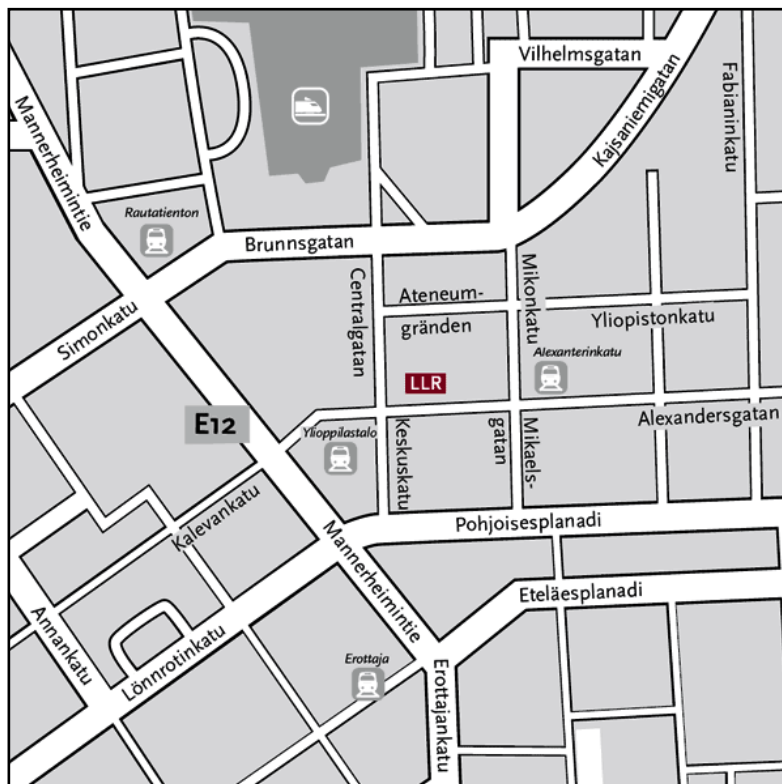 Vilhelmsgatan
Kajsaniemigatan
Fabianinkatu
Mannerheimintie
Rautatienton
Brunnsgatan
Simonkatu
Centralgatan
Ateneum-
gränden
Mikonkatu
Yliopistonkatu
Alexanterinkatu
LLR
E12
Ylioppilastalo
Keskuskatu
Mikaels-
gatan
Alexandersgatan
Kalevankatu
Pohjoisesplanadi
Mannerheimintie
Eteläesplanadi
Annankatu
Lönnrotinkatu
Erottaja
Erottajankatu